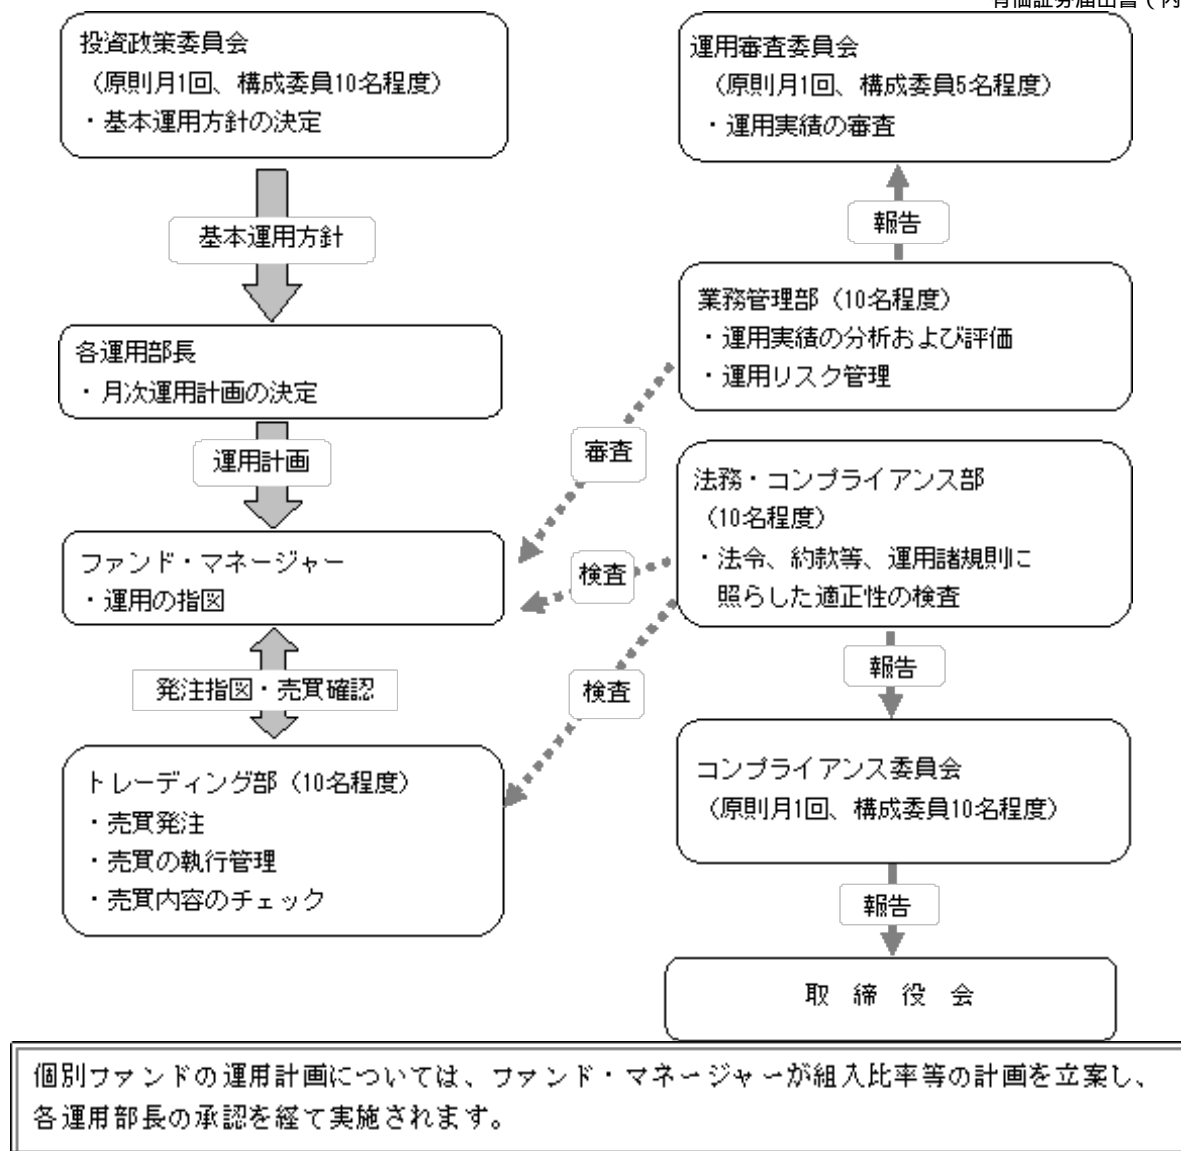 有価証券届出書（内
投資政策委員会
（原則月1回、構成委員10名程度）
・基本運用方針の決定
基本運用方針
各運用部長
・月次運用計画の決定
運用計画
ファンド・マネージャー
・運用の指図
発注指図・売買確認
トレーディング部（10名程度）
・売買発注
・売買の執行管理
・売買内容のチェック
運用審査委員会
（原則月1回、構成委員5名程度）
・運用実績の審査
報告
業務管理部（10名程度）
・運用実績の分析および評価
・運用リスク管理
審査
法務・コンプライアンス部
（10名程度）
・法令、約款等、運用諸規則に
照らした適正性の検査
検査
検査
報告
コンプライアンス委員会
（原則月1回、構成委員10名程度）
報告
取 締 役 会
個別ファンドの運用計画については、ファンド・マネージャーが組入比率等の計画を立案し、
各運用部長の承認を経て実施されます。